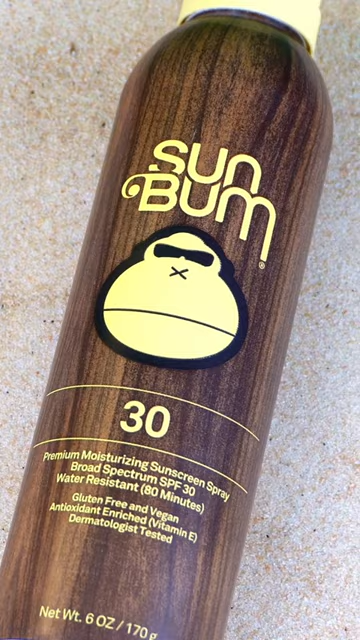 SUN
BUM®
30
Premium Moisturizing Sunscreen Spray
Broad Spectrum SPF 30
Water Resistant (80 Minutes)
Gluten Free and Vegan
Antioxidant Enriched (Vitamin E)
Dermatologist Tested
Net Wt. 6 OZ / 170 g